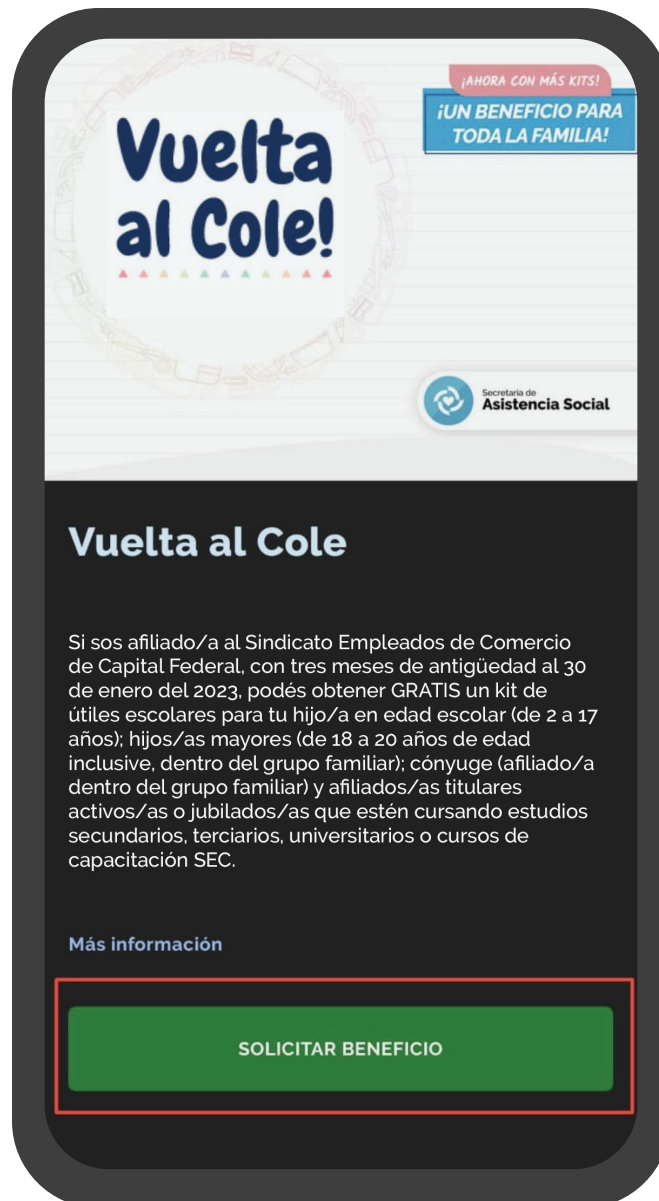 ¡AHORA CON MÁS KITS!
¡UN BENEFICIO PARA
TODA LA FAMILIA!
Vuelta
al Cole!
Secretaría de
Asistencia Social
Vuelta al Cole
Si sos afiliado/a al Sindicato Empleados de Comercio
de Capital Federal, con tres meses de antigüedad al 30
de enero del 2023, podés obtener GRATIS un kit de
útiles escolares para tu hijo/a en edad escolar (de 2 a 17
años); hijos/as mayores (de 18 a 20 años de edad
inclusive, dentro del grupo familiar); cónyuge (afiliado/a
dentro del grupo familiar) y afiliados/as titulares
activos/as o jubilados/as que estén cursando estudios
secundarios, terciarios, universitarios o cursos de
capacitación SEC.
Más información
SOLICITAR BENEFICIO